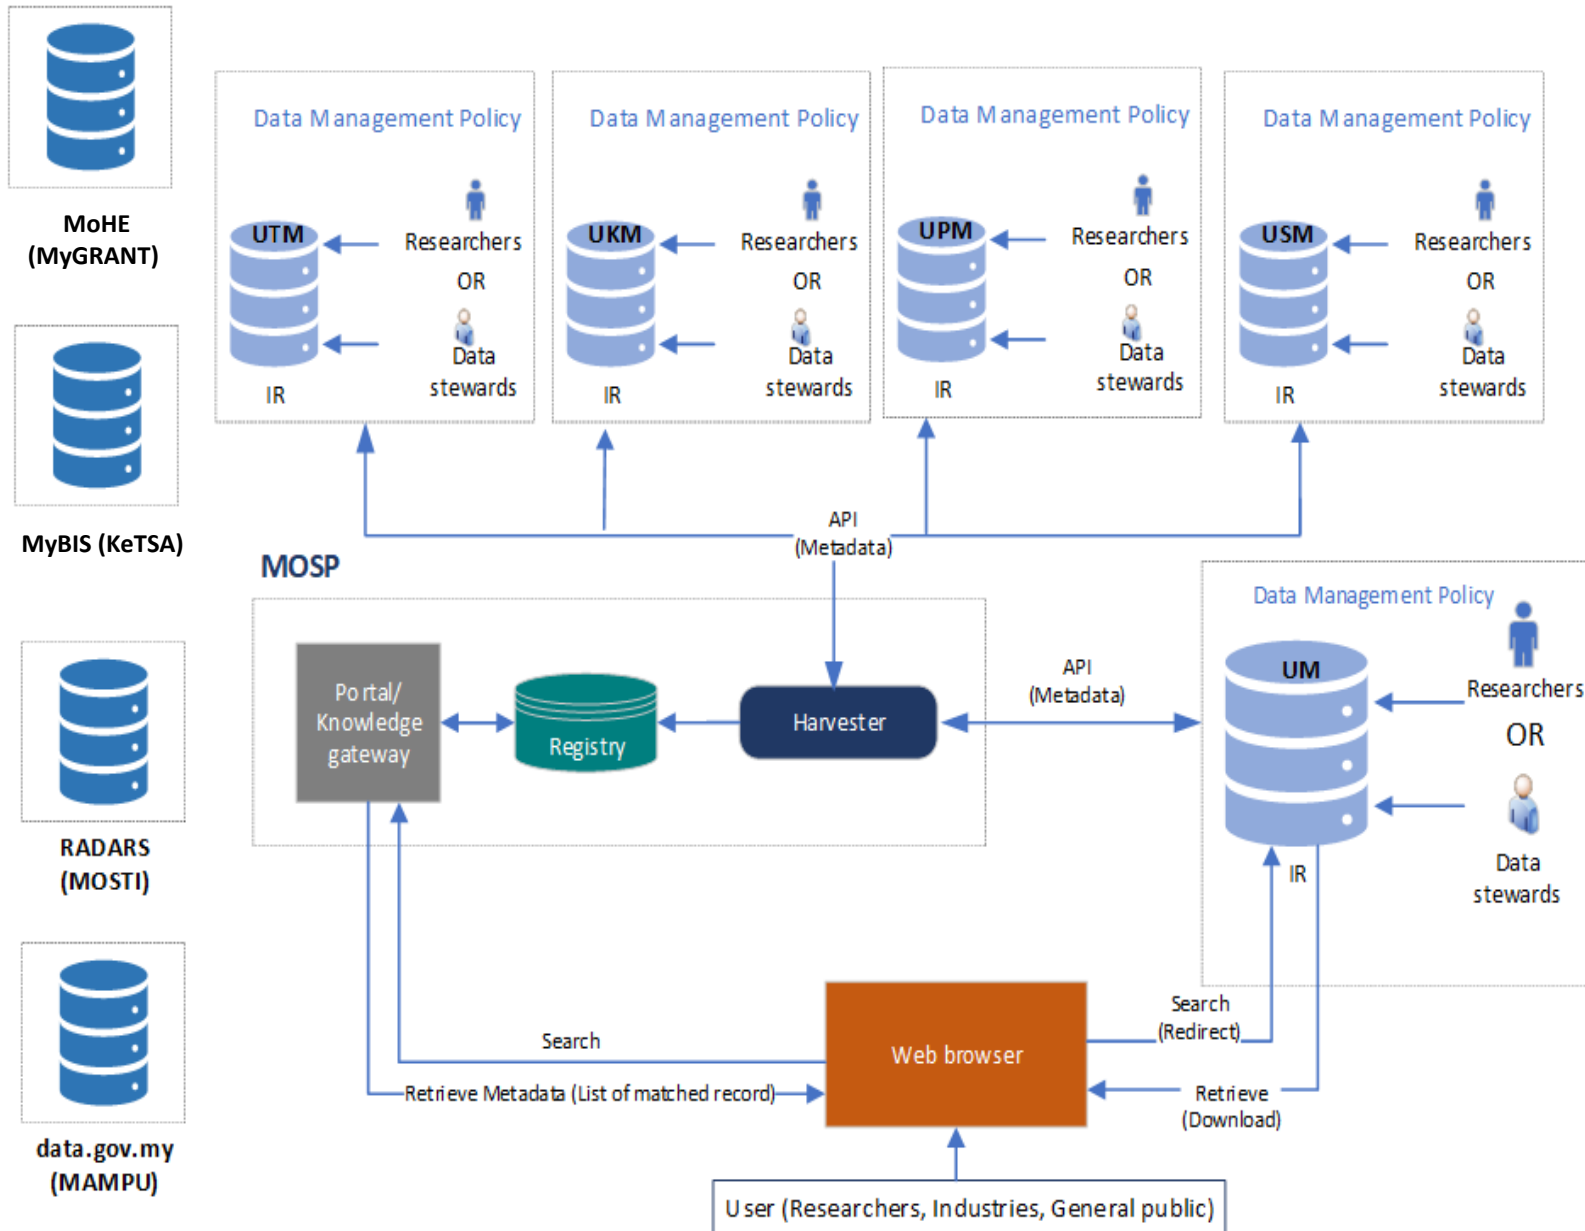 MoHE
(MyGRANT)
MyBIS (KeTSA)
RADARS
(MOSTI)
data.gov.my
(MAMPU)
Data Management Policy
UTM
Researchers
OR
Data
stewards
IR
Data Management Policy
UKM
Researchers
OR
Data
stewards
IR
Data Management Policy
UPM
Researchers
OR
Data
stewards
IR
Data Management Policy
USM
Researchers
OR
Data
stewards
IR
API
(Metadata)
MOSP
Portal/
Knowledge
gateway
Registry
Harvester
API
(Metadata)
Data Management Policy
UM
Researchers
OR
Data
stewards
IR
Search
Retrieve Metadata (List of matched record)
Web browser
Search
(Redirect)
Retrieve
(Download)
User (Researchers, Industries, General public)